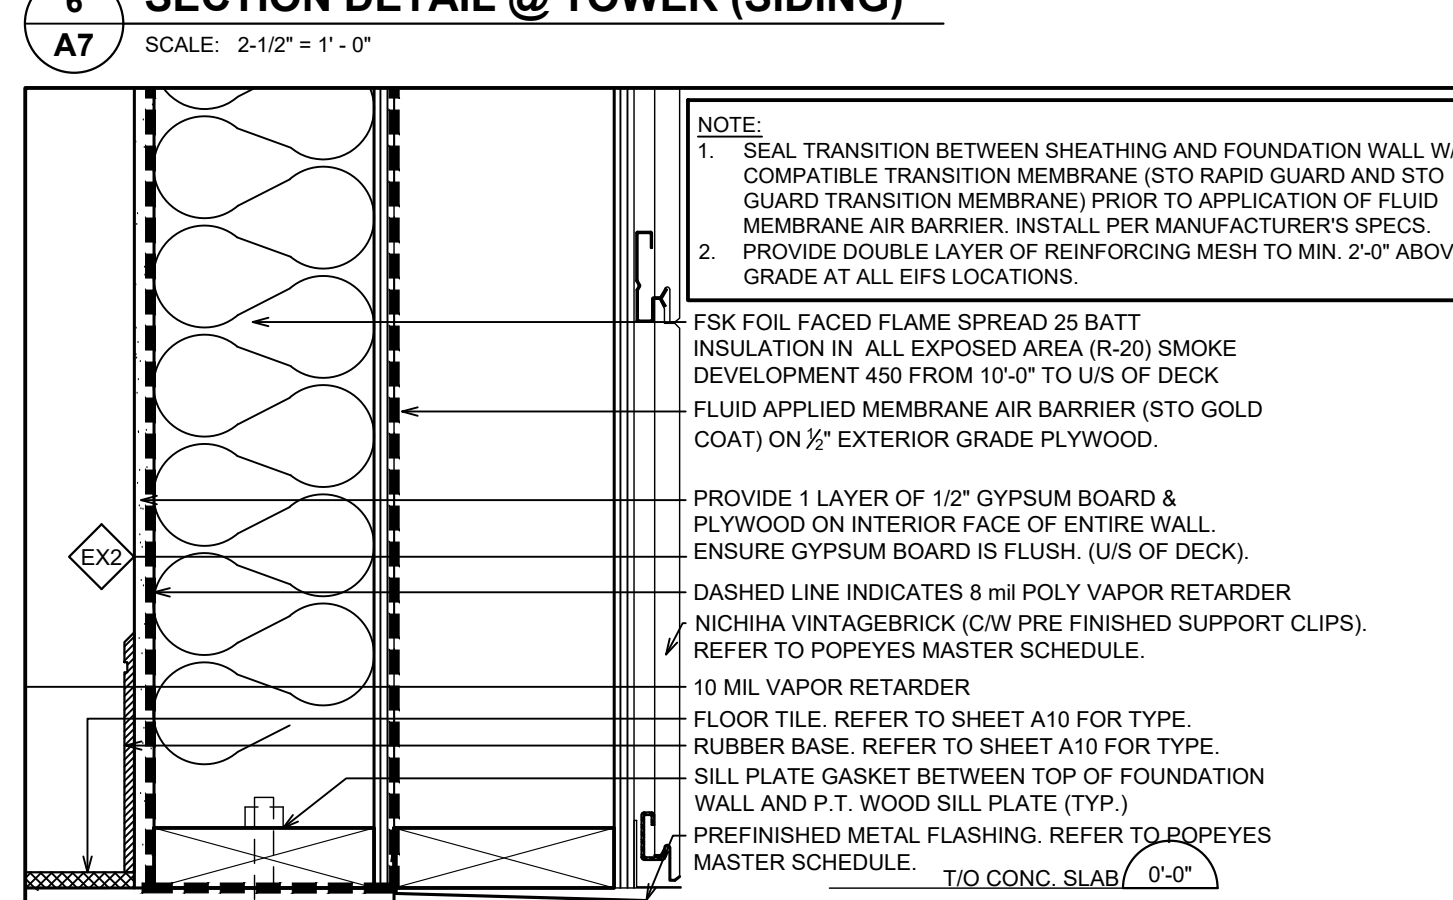 6
SECTION DETAIL @ TOWER (SIDING)
A7
SCALE: 2-1/2" = 1' - 0"
NOTE:
1. SEAL TRANSITION BETWEEN SHEATHING AND FOUNDATION WALL W/
COMPATIBLE TRANSITION MEMBRANE (STO RAPID GUARD AND STO
GUARD TRANSITION MEMBRANE) PRIOR TO APPLICATION OF FLUID
MEMBRANE AIR BARRIER. INSTALL PER MANUFACTURER'S SPECS.
2. PROVIDE DOUBLE LAYER OF REINFORCING MESH TO MIN. 2'-0" ABOV
GRADE AT ALL EIFS LOCATIONS.
FSK FOIL FACED FLAME SPREAD 25 BATT
INSULATION IN ALL EXPOSED AREA (R-20) SMOKE
DEVELOPMENT 450 FROM 10'-0" TO U/S OF DECK
FLUID APPLIED MEMBRANE AIR BARRIER (STO GOLD
COAT) ON ½" EXTERIOR GRADE PLYWOOD.
PROVIDE 1 LAYER OF 1/2" GYPSUM BOARD &
PLYWOOD ON INTERIOR FACE OF ENTIRE WALL.
ENSURE GYPSUM BOARD IS FLUSH. (U/S OF DECK).
EX2
DASHED LINE INDICATES 8 mil POLY VAPOR RETARDER
NICHIHA VINTAGEBRICK (C/W PRE FINISHED SUPPORT CLIPS).
REFER TO POPEYES MASTER SCHEDULE.
10 MIL VAPOR RETARDER
FLOOR TILE. REFER TO SHEET A10 FOR TYPE.
RUBBER BASE. REFER TO SHEET A10 FOR TYPE.
SILL PLATE GASKET BETWEEN TOP OF FOUNDATION
WALL AND P.T. WOOD SILL PLATE (TYP.)
PREFINISHED METAL FLASHING. REFER TO POPEYES
MASTER SCHEDULE.
T/O CONC. SLAB 0'-0"